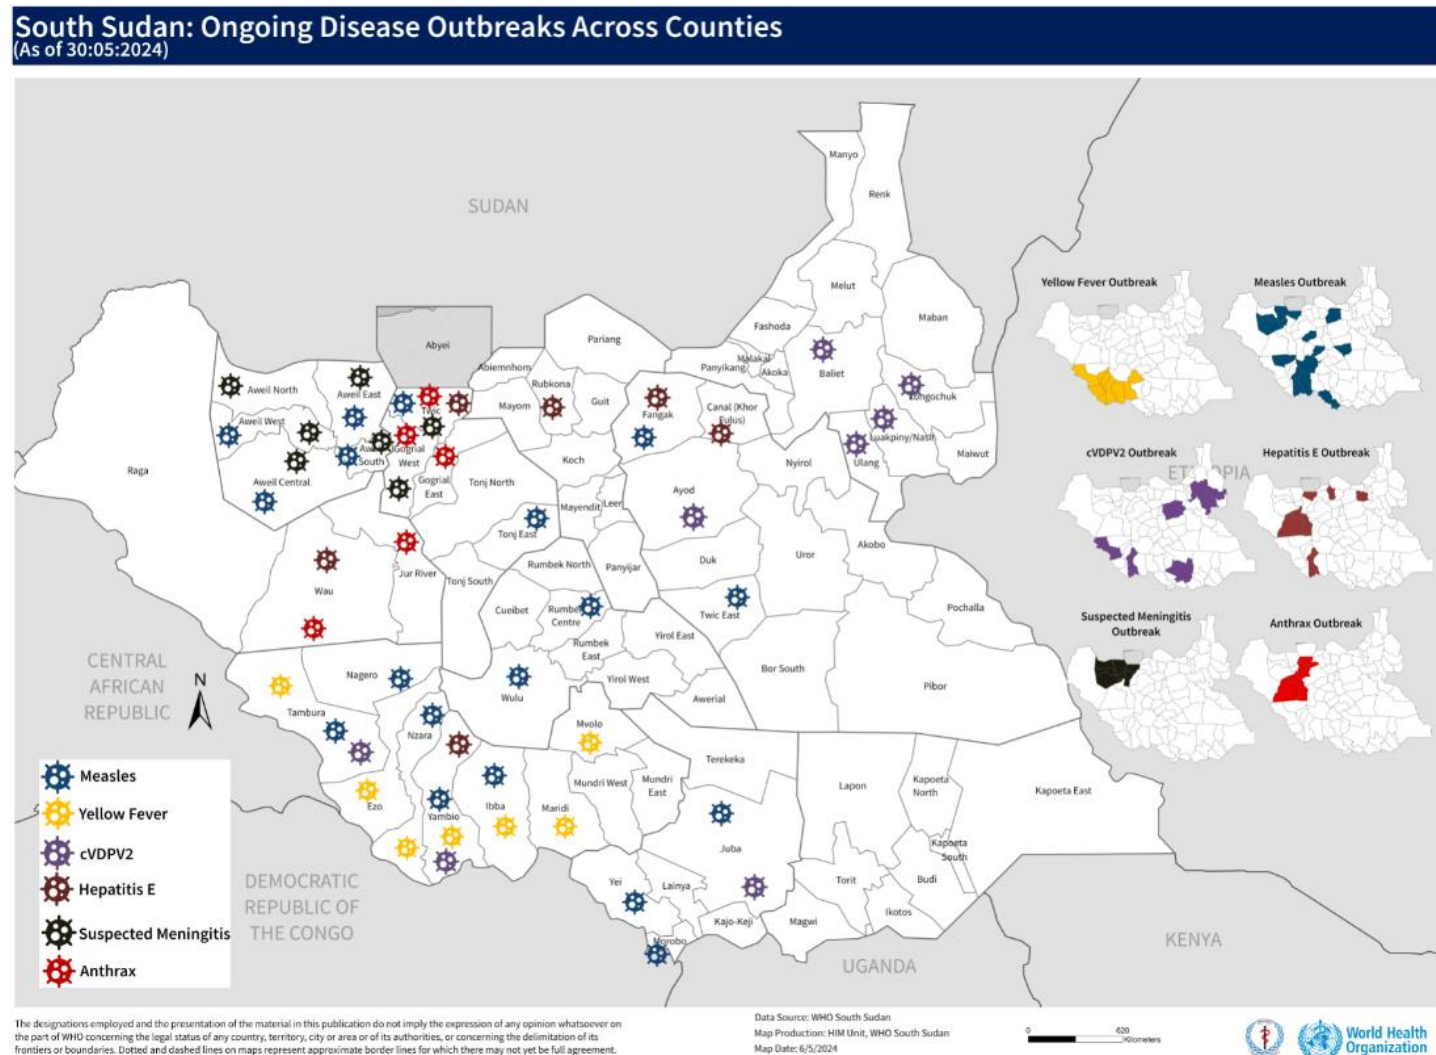 South Sudan: Ongoing Disease Outbreaks Across Counties
(As of 30:05:2024)
SUDAN
Manyo
Renk
Melut
Maban
Fashoda
Malakal
Panyikang
Akoka
Baliet
Longochuk
Luakpiny/Nasir
Ulang
Maiwut
Nyirol
Abyei
Pariang
Abiemnhom
Rubkona
Mayom
Guit
Fangak
Canal (Khor
Fulus)
Aweil North
Aweil East
Twic
Aweil West
Aweil
South
Gogrial
West
Gogrial
East
Aweil Central
Raga
Tonj North
Koch
Mayendit
Leer
Ayod
Tonj East
Rumbek North
Panyijar
Duk
Uror
Akobo
Wau
Jur River
Tonj South
Cueibet
Rumbek
Centre
Twic East
Pochalla
Yirol East
Rumbek
East
Yirol West
Bor South
Pibor
Awerial
Nagero
Wulu
Tambura
Nzara
Mvolo
Terekeka
Mundri West
Mundri
East
Ezo
Yambio
Ibba
Maridi
Juba
Lapon
Kapoeta
North
Kapoeta East
Kapoeta
South
Yei
Lainya
Torit
Budi
Kajo-Keji
Magwi
Ikotos
Morobo
CENTRAL
AFRICAN
REPUBLIC
N
DEMOCRATIC
REPUBLIC OF
THE CONGO
UGANDA
KENYA
ETHIOPIA
Yellow Fever Outbreak
Measles Outbreak
cVDPV2 Outbreak
Hepatitis E Outbreak
Suspected Meningitis
Outbreak
Anthrax Outbreak
Measles
Yellow Fever
cVDPV2
Hepatitis E
Suspected Meningitis
Anthrax
The designations employed and the presentation of the material in this publication do not imply the expression of any opinion whatsoever on
the part of WHO concerning the legal status of any country, territory, city or area or of its authorities, or concerning the delimitation of its
frontiers or boundaries. Dotted and dashed lines on maps represent approximate border lines for which there may not yet be full agreement.
Data Source: WHO South Sudan
Map Production: HIM Unit, WHO South Sudan
Map Date: 6/5/2024
0 620
Kilometers
World Health
Organization